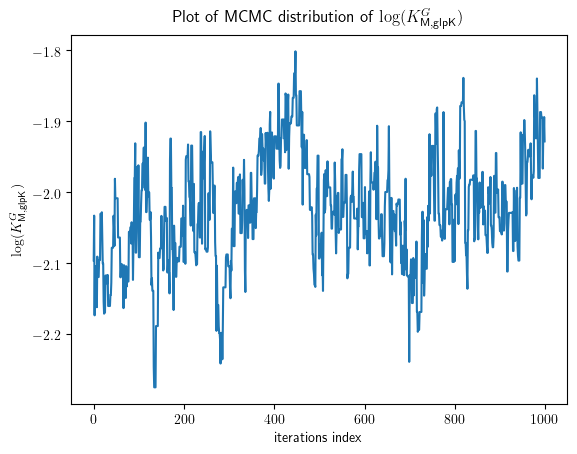 Plot of MCMC distribution of log(K^G_M,glpK)
log(K^G_M,glpK)
−1.8
−1.9
−2.0
−2.1
−2.2
0 200 400 600 800 1000
iterations index